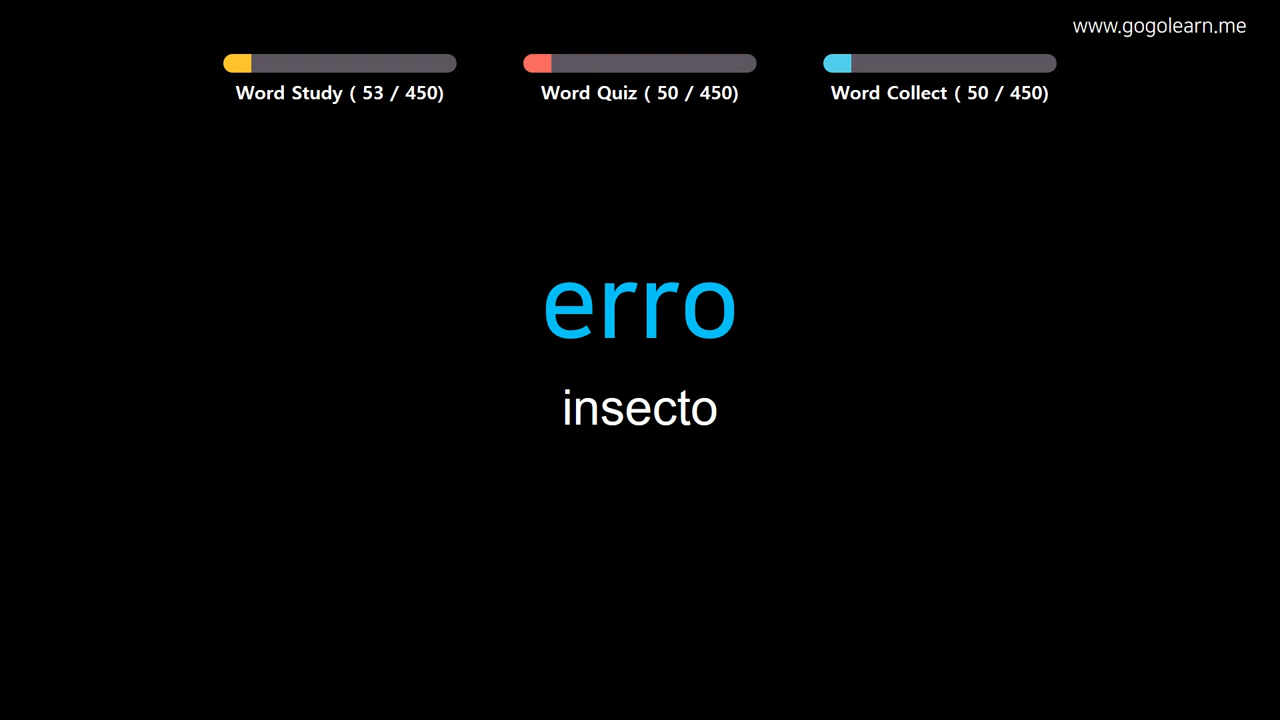 www.gogolearn.me
Word Study ( 53 / 450)
Word Quiz ( 50 / 450)
Word Collect ( 50 / 450)
erro
insecto